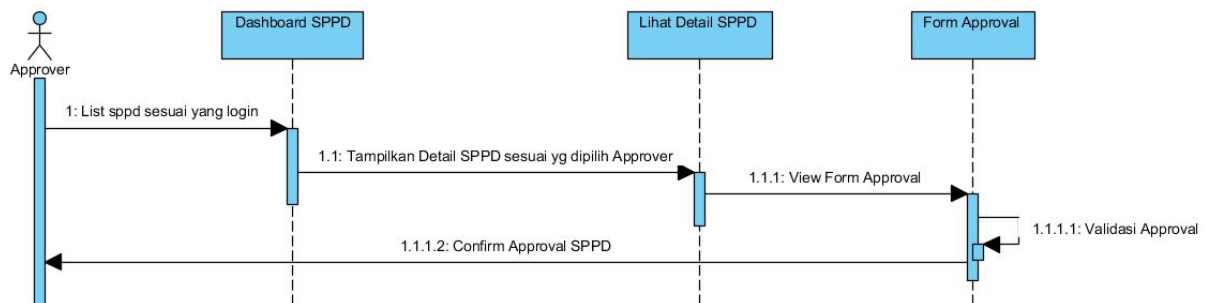 Dashboard SPPD
Lihat Detail SPPD
Form Approval
Approver
1: List sppd sesuai yang login
1.1: Tampilkan Detail SPPD sesuai yg dipilih Approver
1.1.1: View Form Approval
1.1.1.1: Validasi Approval
1.1.1.2: Confirm Approval SPPD